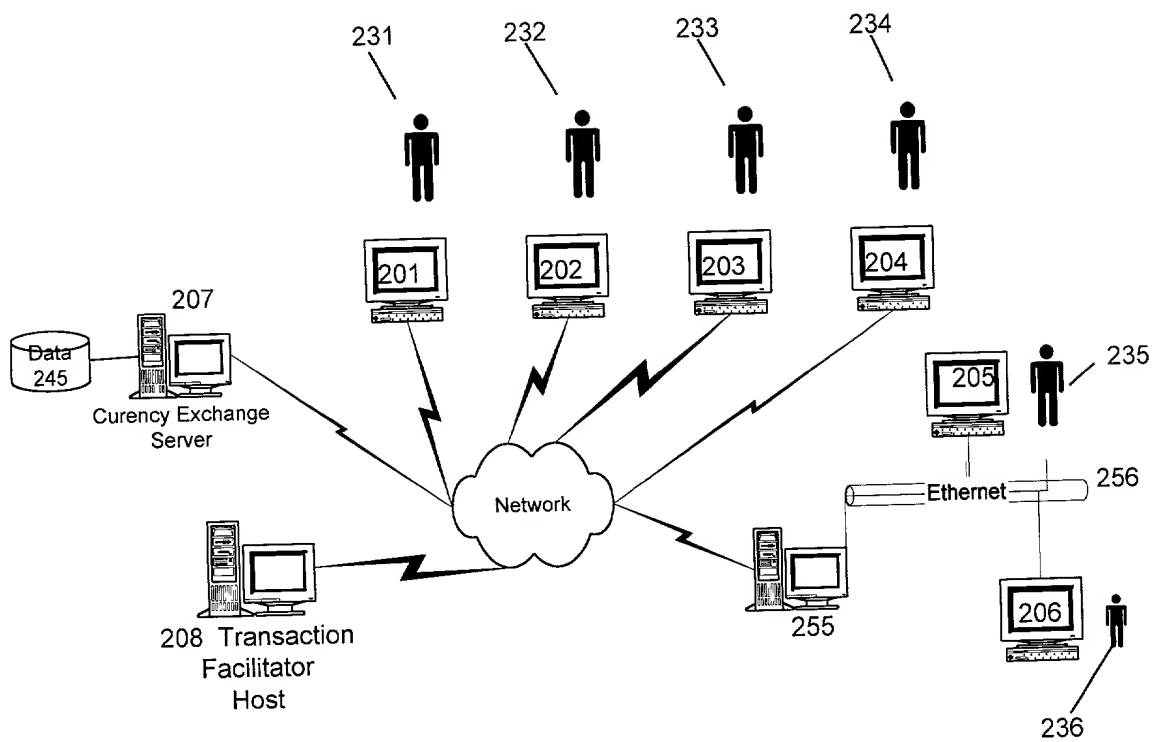 231
232
233
234
201
202
203
204
207
Data
245
Curency Exchange
Server
205
235
Network
Ethernet
256
208 Transaction
Facilitator
Host
255
206
236